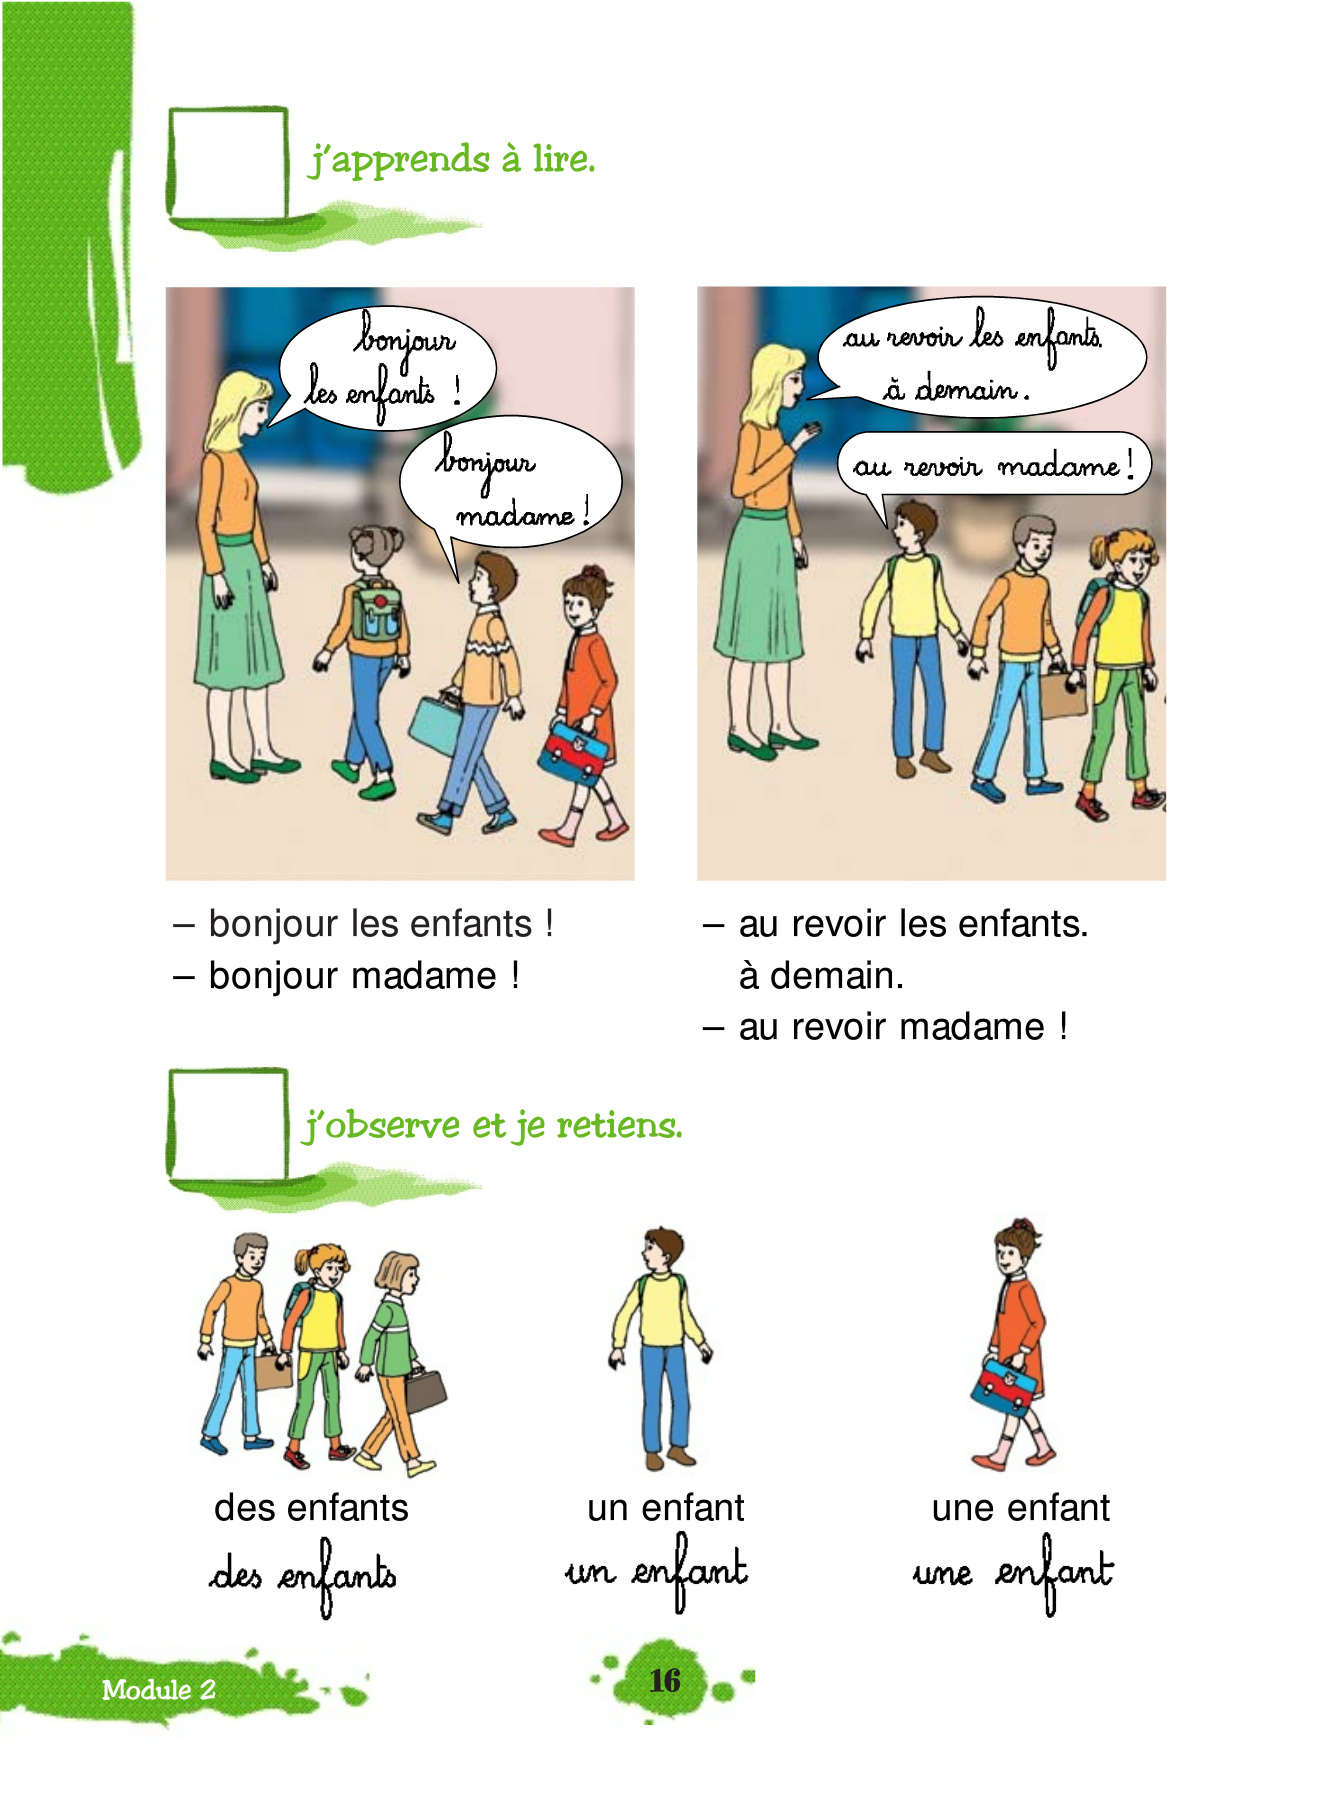 j'apprends à lire.
bonjour
les enfants !
bonjour
madame !
au revoir les enfants.
à demain.
au revoir madame !
– bonjour les enfants !
– bonjour madame !
– au revoir les enfants.
à demain.
– au revoir madame !
j'observe et je retiens.
des enfants
un enfant
une enfant
des enfants
un enfant
une enfant
Module 2
16